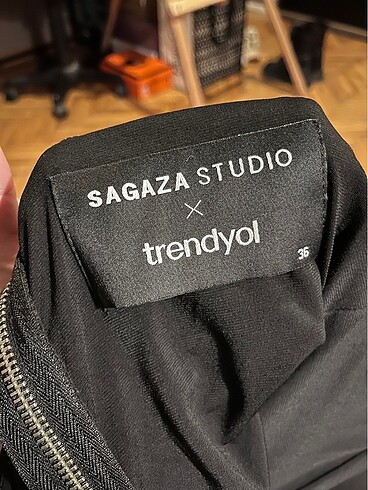 SAGAZA STUDIO
×
trendyol
36